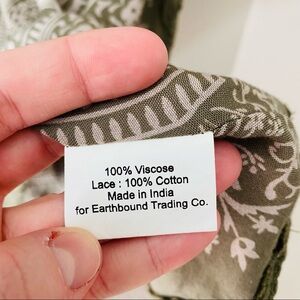 100% Viscose
Lace : 100% Cotton
Made in India
for Earthbound Trading Co.